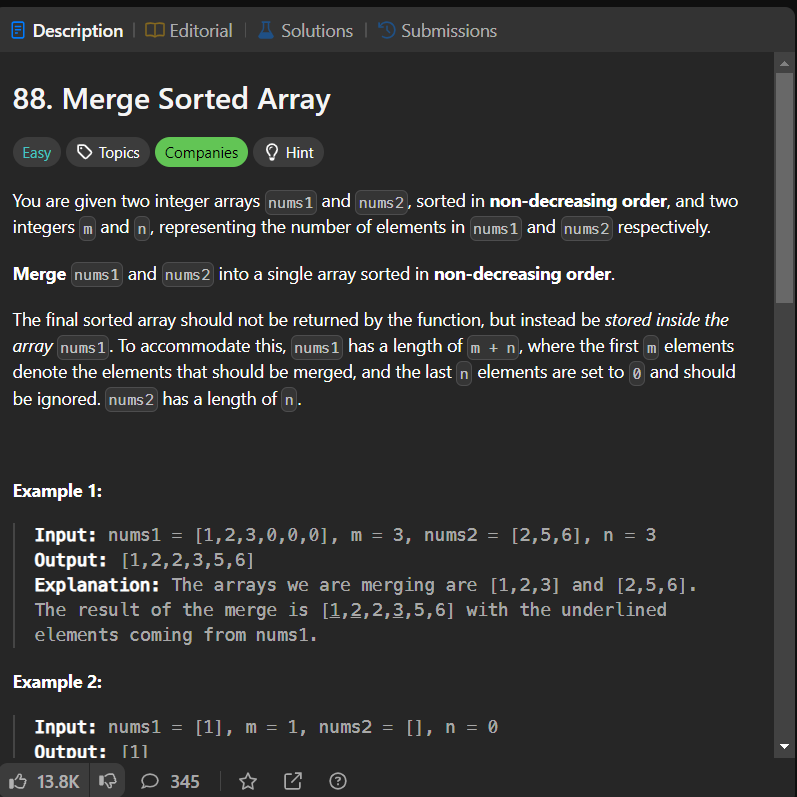 Description | Editorial | Solutions | Submissions
88. Merge Sorted Array
Easy Topics Companies Hint
You are given two integer arrays nums1 and nums2, sorted in non-decreasing order, and two
integers m and n, representing the number of elements in nums1 and nums2 respectively.
Merge nums1 and nums2 into a single array sorted in non-decreasing order.
The final sorted array should not be returned by the function, but instead be stored inside the
array nums1. To accommodate this, nums1 has a length of m + n, where the first m elements
denote the elements that should be merged, and the last n elements are set to 0 and should
be ignored. nums2 has a length of n.
Example 1:
Input: nums1 = [1,2,3,0,0,0], m = 3, nums2 = [2,5,6], n = 3
Output: [1,2,2,3,5,6]
Explanation: The arrays we are merging are [1,2,3] and [2,5,6].
The result of the merge is [1,2,2,3,5,6] with the underlined
elements coming from nums1.
Example 2:
Input: nums1 = [1], m = 1, nums2 = [], n = 0
Output: [1]
13.8K 345